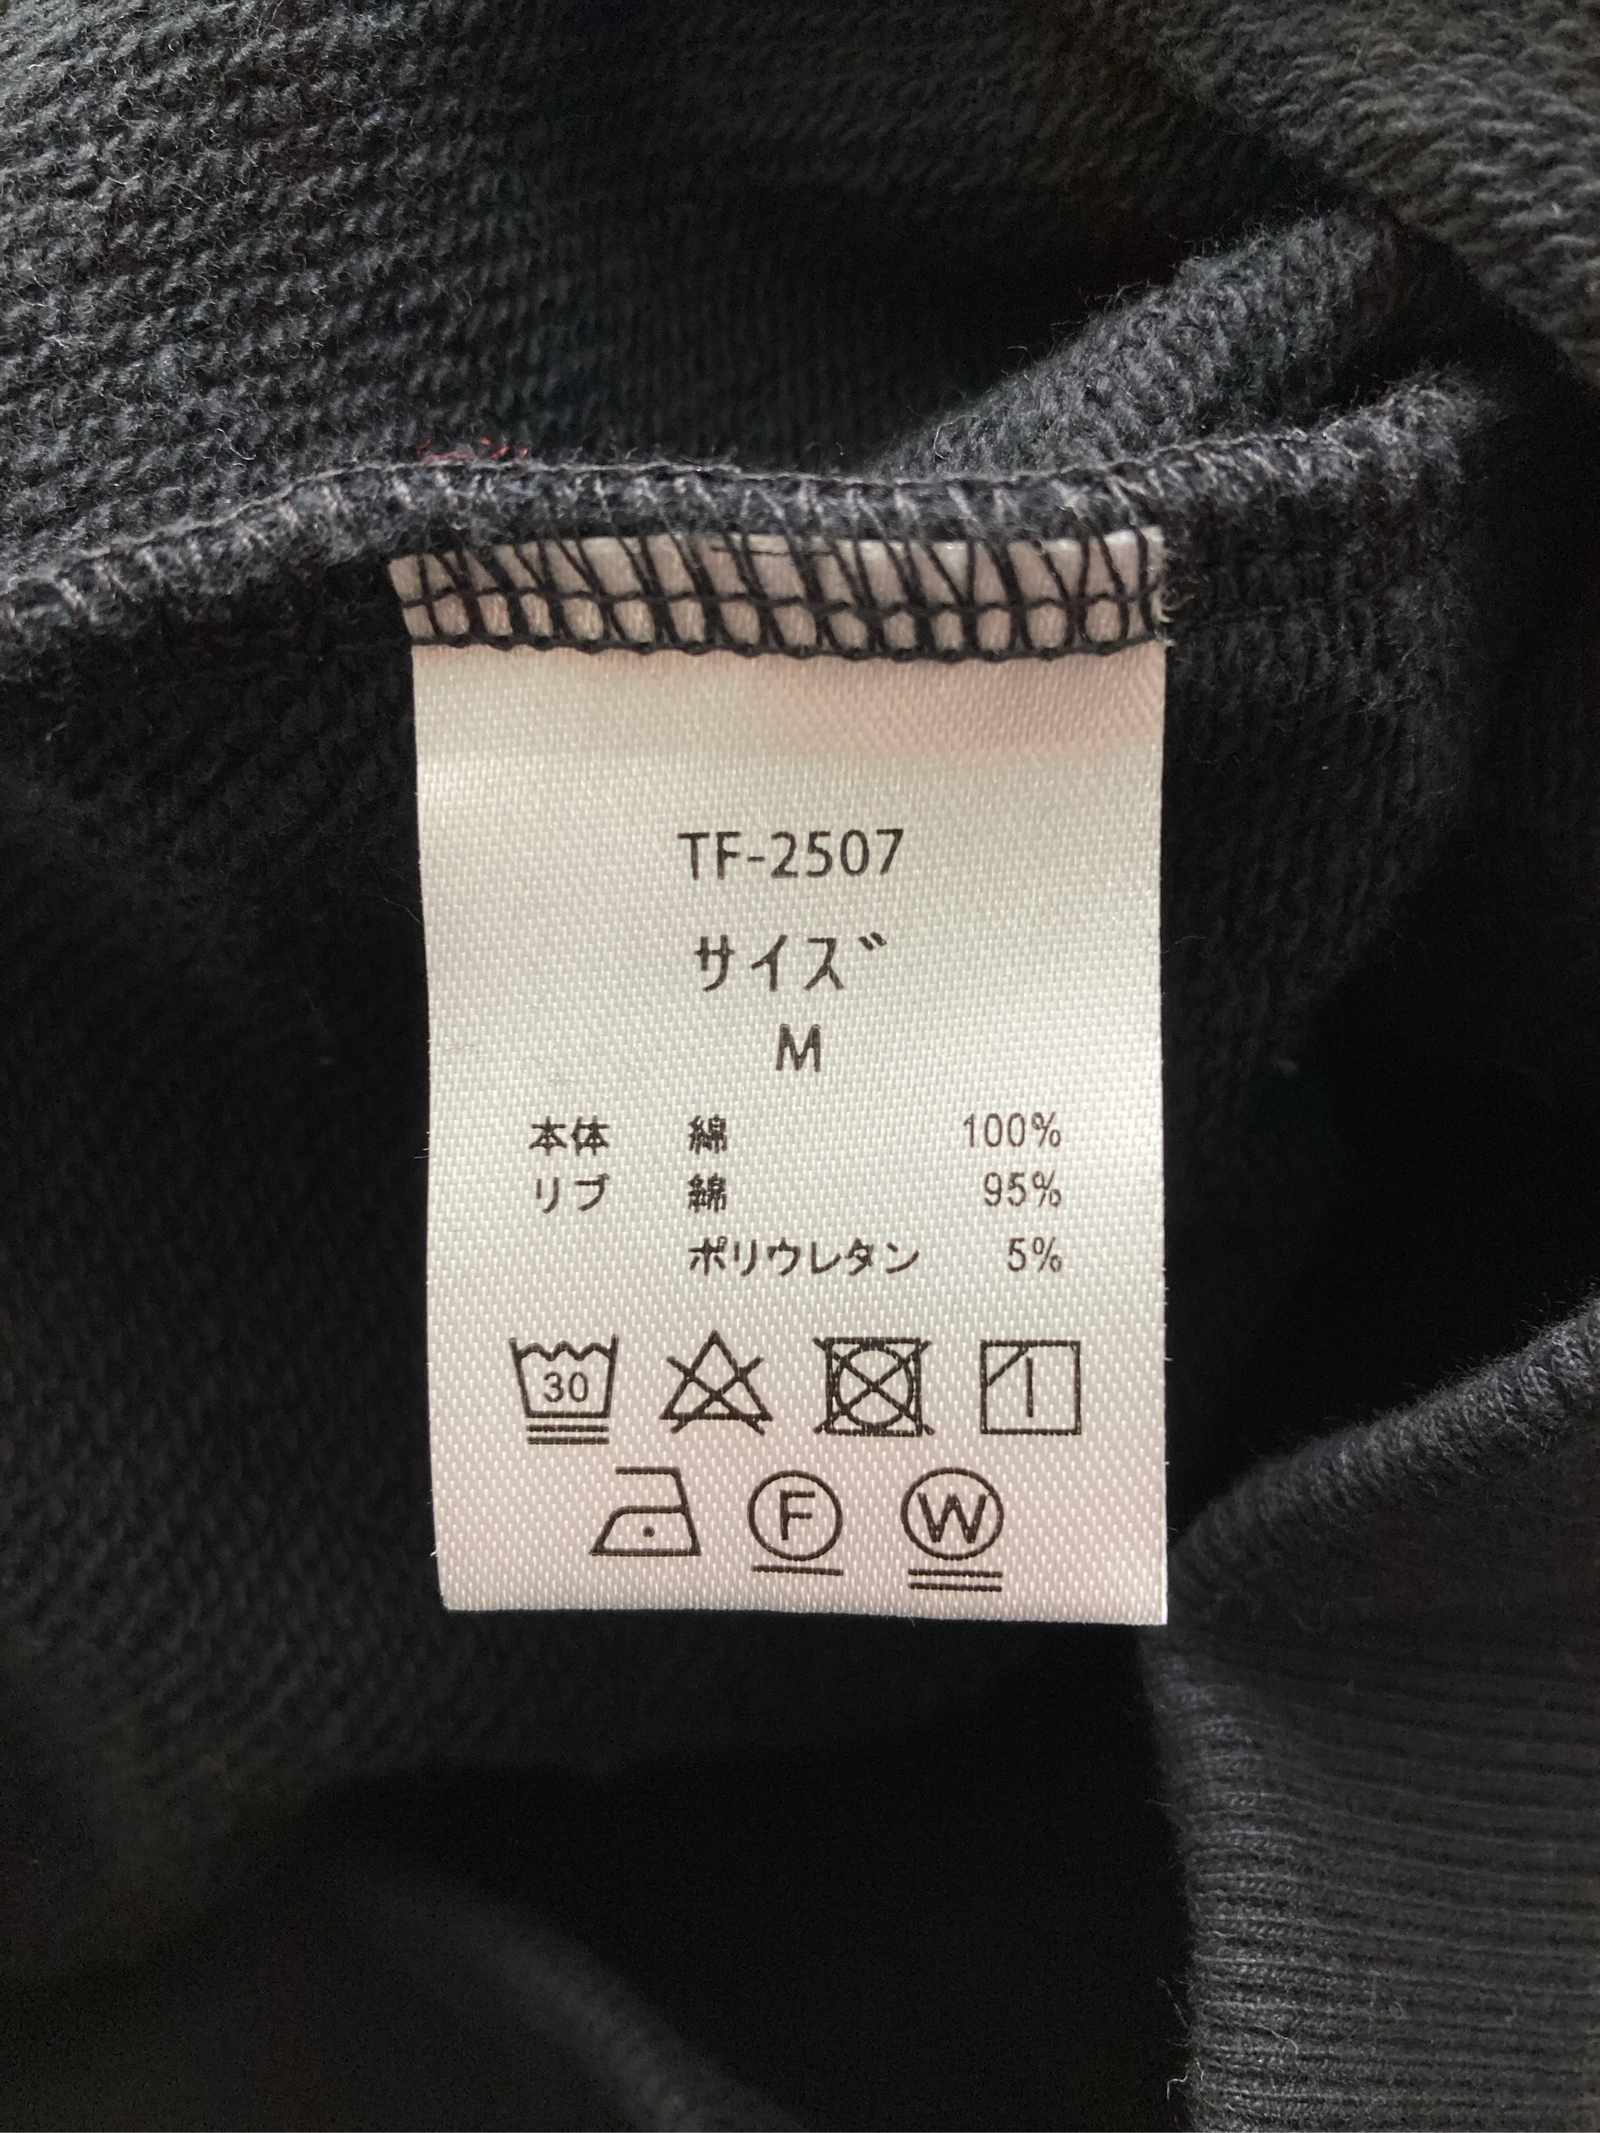 TF-2507
サイズ
M
本体 綿 100%
リブ 綿 95%
ポリウレタン 5%
30
F W